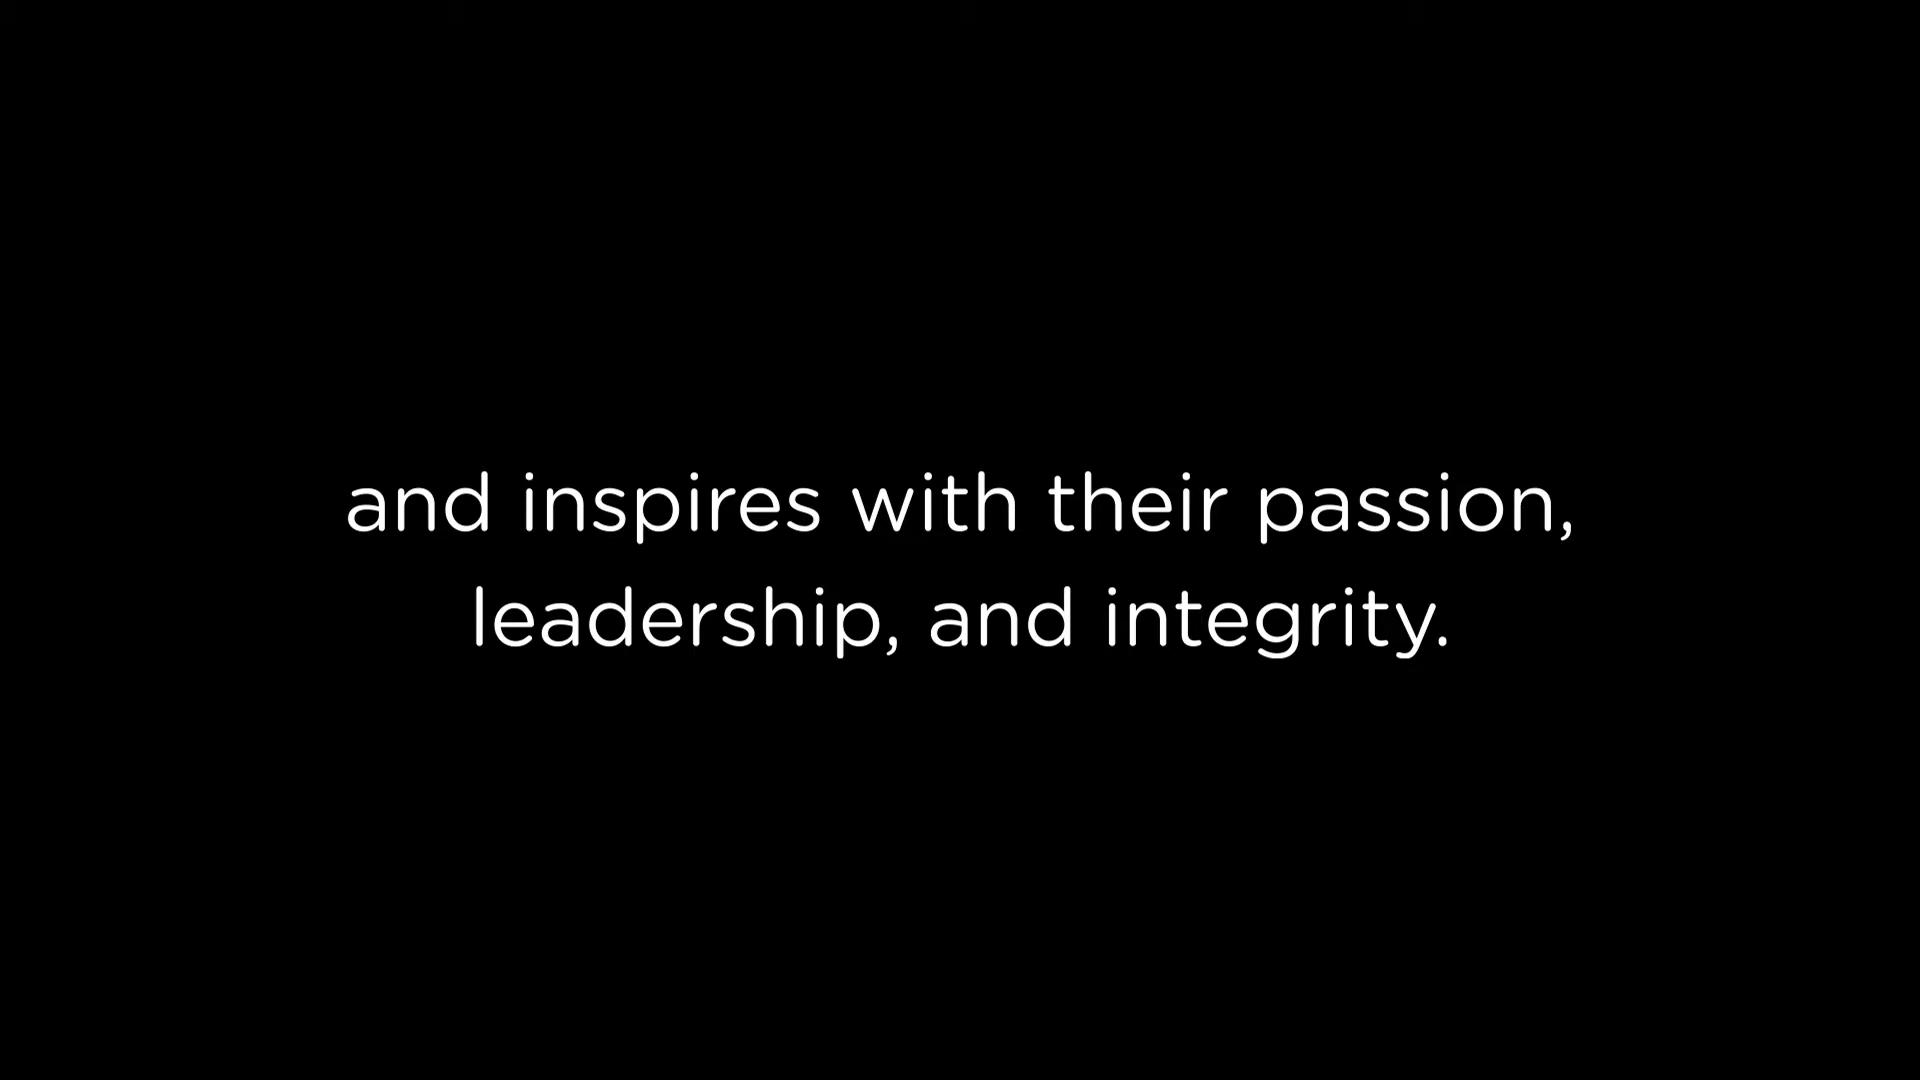 and inspires with their passion,
leadership, and integrity.